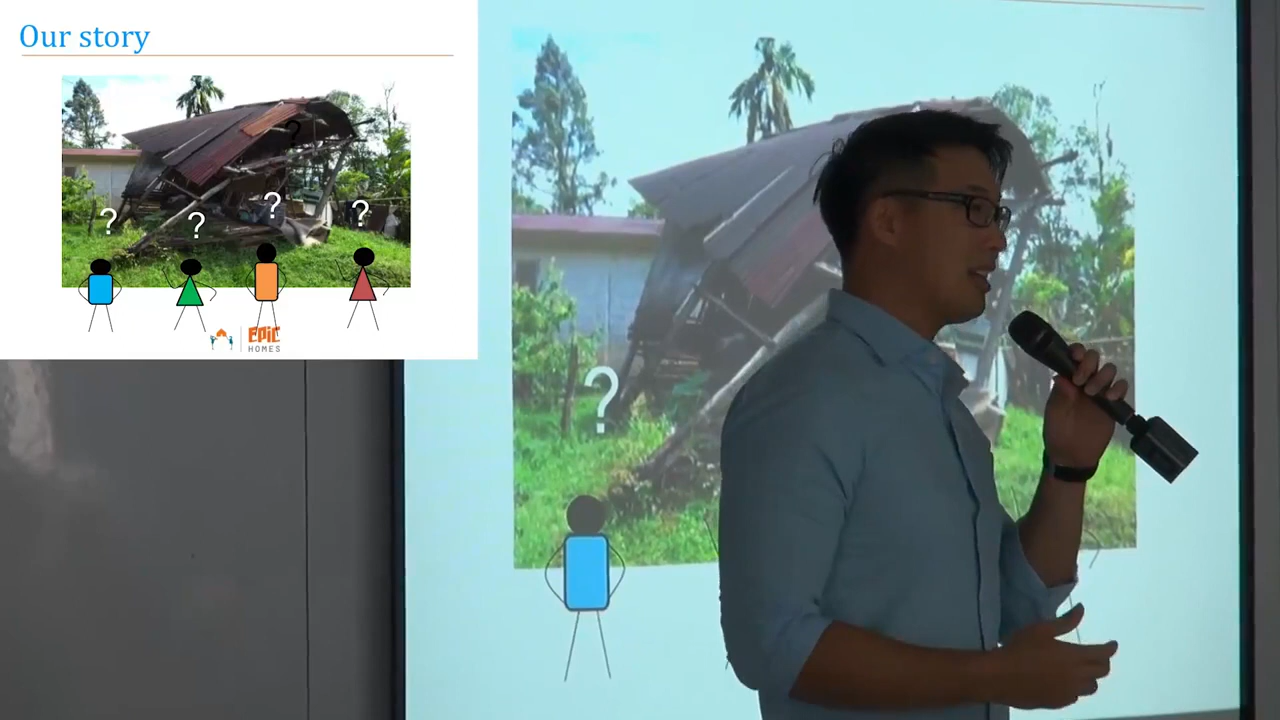 Our story
?
? ? ? ?
EPiC
HOMES
?